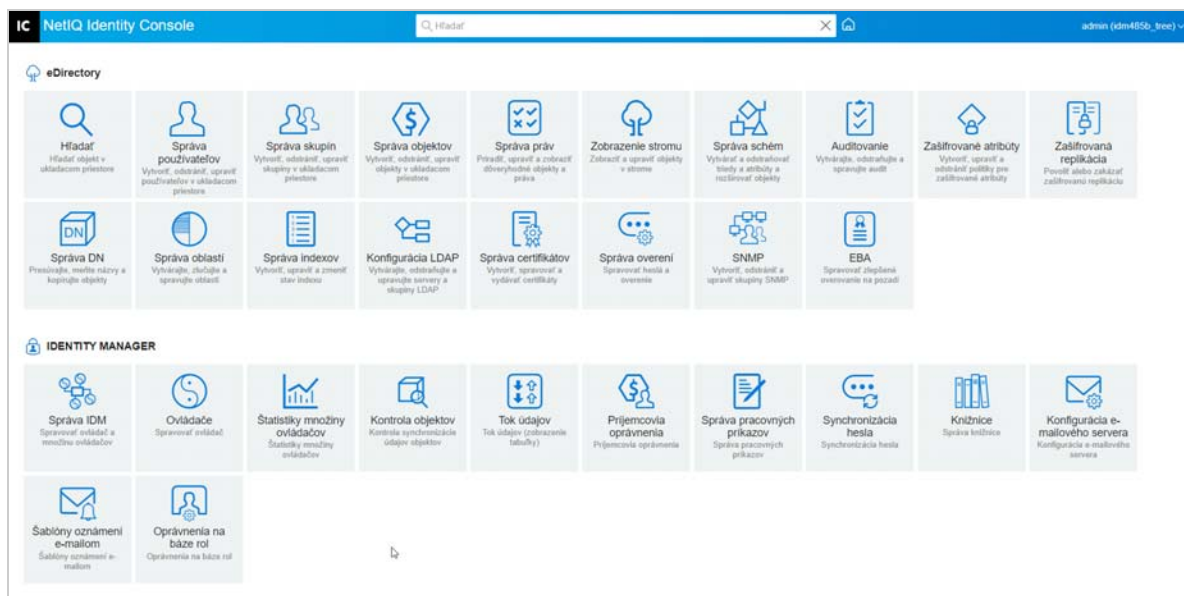 IC NetIQ Identity Console
Hľadať
admin (idm485b_tree)
eDirectory
Hľadať
Hľadať objekt v
ukladacom priestore
Správa
používateľov
Vytvoriť, odstrániť, upraviť
používateľov v ukladacom
priestore
Správa skupín
Vytvoriť, odstrániť, upraviť
skupiny v ukladacom
priestore
Správa objektov
Vytvoriť, odstrániť, upraviť
objekty v ukladacom
priestore
Správa práv
Priradiť, upraviť a zobraziť
dôveryhodné objekty a
práva
Zobrazenie stromu
Zobraziť a upraviť objekty
v strome
Správa schém
Vytvárať a odstraňovať
triedy a atribúty a
rozširovať objekty
Auditovanie
Vytvárajte, odstraňujte a
spravujte audit
Zašifrované atribúty
Vytvoriť, upraviť a
odstrániť politiky pre
zašifrované atribúty
Zašifrovaná
replikácia
Povoliť alebo zakázať
zašifrovanú replikáciu
DN
Správa DN
Presúvajte, meňte názvy a
kopírujte objekty
Správa oblastí
Vytvárajte, zlučujte a
spravujte oblasti
Správa indexov
Vytvoriť, upraviť a zmeniť
stav indexu
Konfigurácia LDAP
Vytvárajte, odstraňujte a
upravujte servery a
skupiny LDAP
Správa certifikátov
Vytvoriť, spravovať a
vydávať certifikáty
Správa overení
Spravovať heslá a
overenie
SNMP
Vytvoriť, odstrániť a
upraviť skupiny SNMP
EBA
Spravovať zlepšené
overovanie na pozadí
IDENTITY MANAGER
Správa IDM
Spravovať ovládač a
množinu ovládačov
Ovládače
Spravovať ovládač
Štatistiky množiny
ovládačov
Štatistiky množiny
ovládačov
Kontrola objektov
Kontrola synchronizácie
údajov objektov
Tok údajov
Tok údajov (zobrazenie
tabuľky)
Príjemcovia
oprávnenia
Príjemcovia oprávnenia
Správa pracovných
príkazov
Správa pracovných
príkazov
Synchronizácia
hesla
Synchronizácia hesla
Knižnice
Správa knižnice
Konfigurácia e-
mailového servera
Konfigurácia e-mailového
servera
Šablóny oznámení
e-mailom
Šablóny oznámení e-
mailom
Oprávnenia na
báze rol
Oprávnenia na báze rol